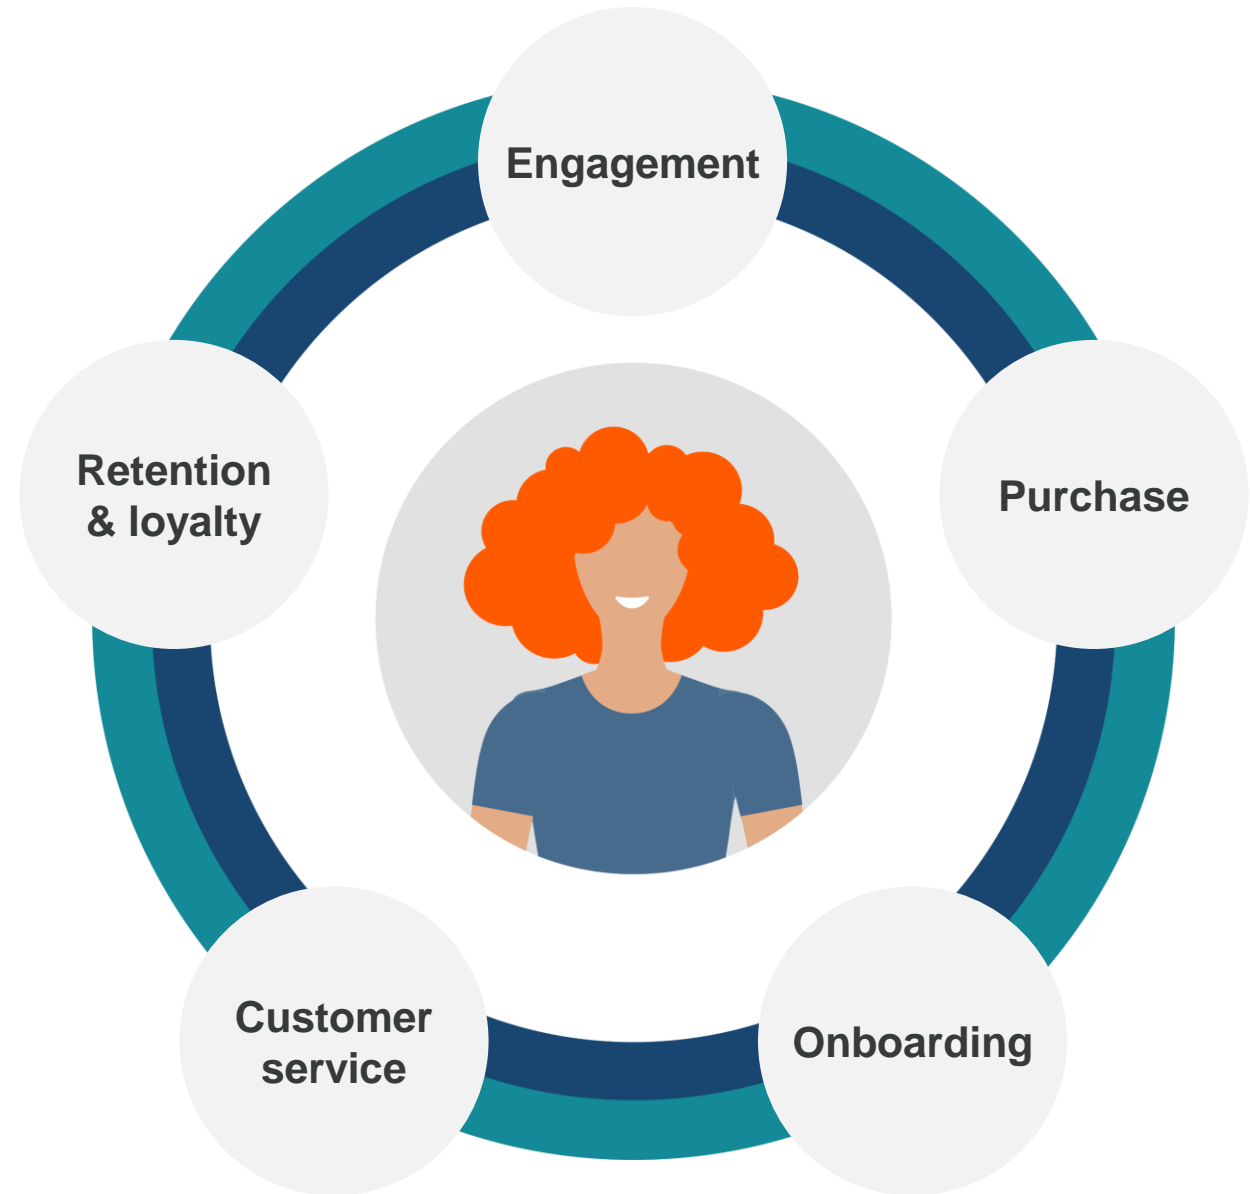 Engagement
Purchase
Onboarding
Customer
service
Retention
& loyalty